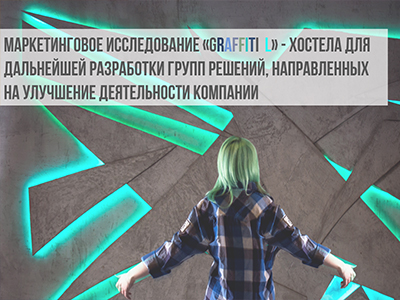 МАРКЕТИНГОВОЕ ИССЛЕДОВАНИЕ «GRAFFITI L» - ХОСТЕЛА ДЛЯ
ДАЛЬНЕЙШЕЙ РАЗРАБОТКИ ГРУПП РЕШЕНИЙ, НАПРАВЛЕННЫХ
НА УЛУЧШЕНИЕ ДЕЯТЕЛЬНОСТИ КОМПАНИИ